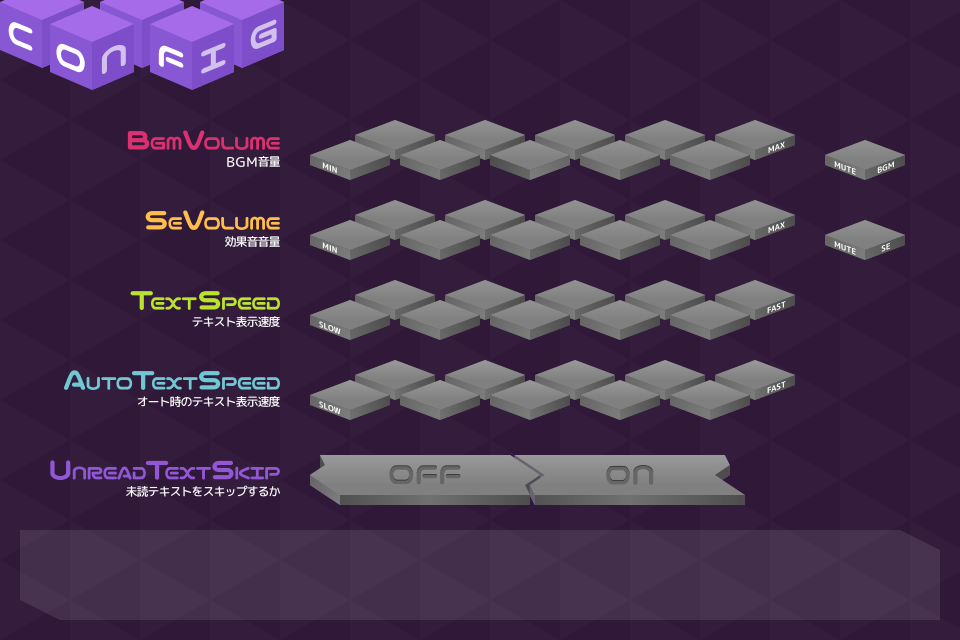 CONFIG
BGMVOLUME
BGM音量
MIN
MAX
MUTE BGM
SEVOLUME
効果音音量
MIN
MAX
MUTE SE
TEXTSPEED
テキスト表示速度
SLOW
FAST
AUTOTEXTSPEED
オート時のテキスト表示速度
SLOW
FAST
UNREADTEXTSKIP
未読テキストをスキップするか
OFF
ON